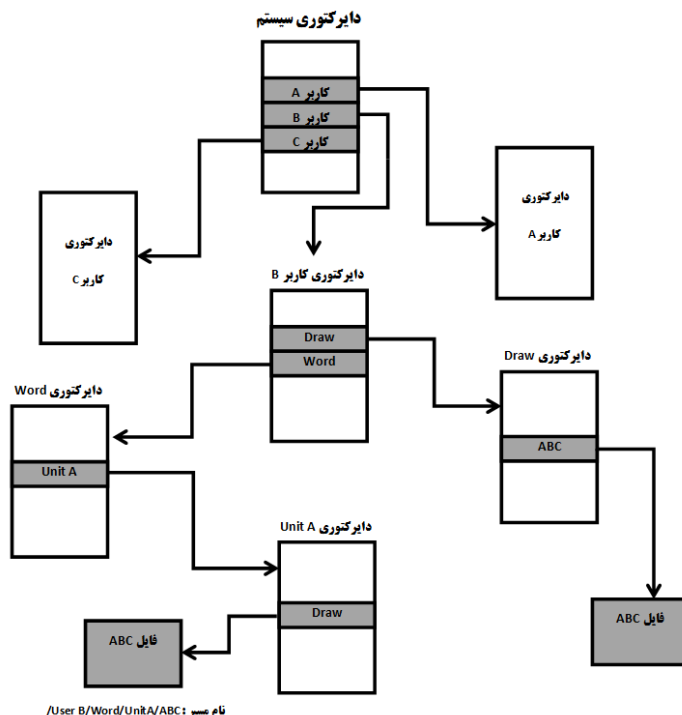 دایرکتوری سیستم
کاربر A
کاربر B
کاربر C
دایرکتوری
کاربر A
دایرکتوری
کاربر C
دایرکتوری کاربر B
Draw
Word
دایرکتوری Draw
ABC
دایرکتوری Word
Unit A
دایرکتوری Unit A
Draw
فایل ABC
فایل ABC
نام مسیر : /User B/Word/UnitA/ABC